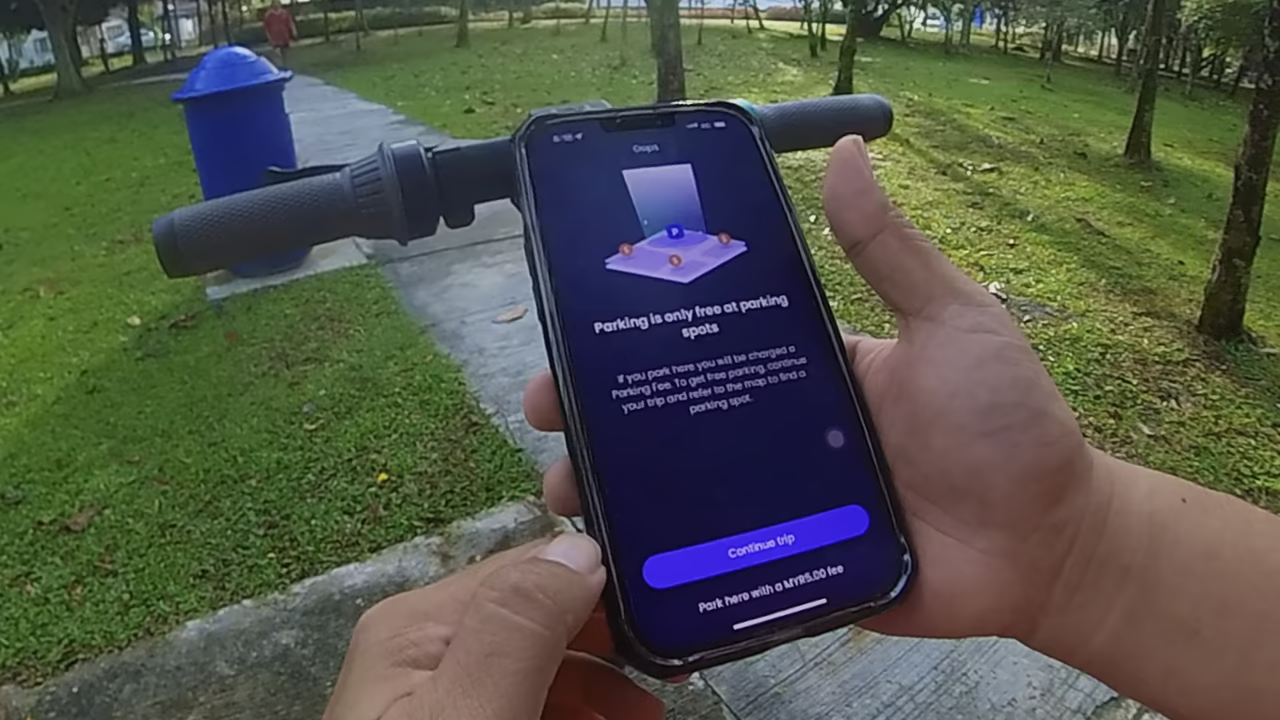 Oops
P
Parking is only free at parking
spots
If you park here you will be charged a
Parking Fee. To get free parking, continue
your trip and refer to the map to find a
parking spot.
Continue trip
Park here with a MYR5.00 fee